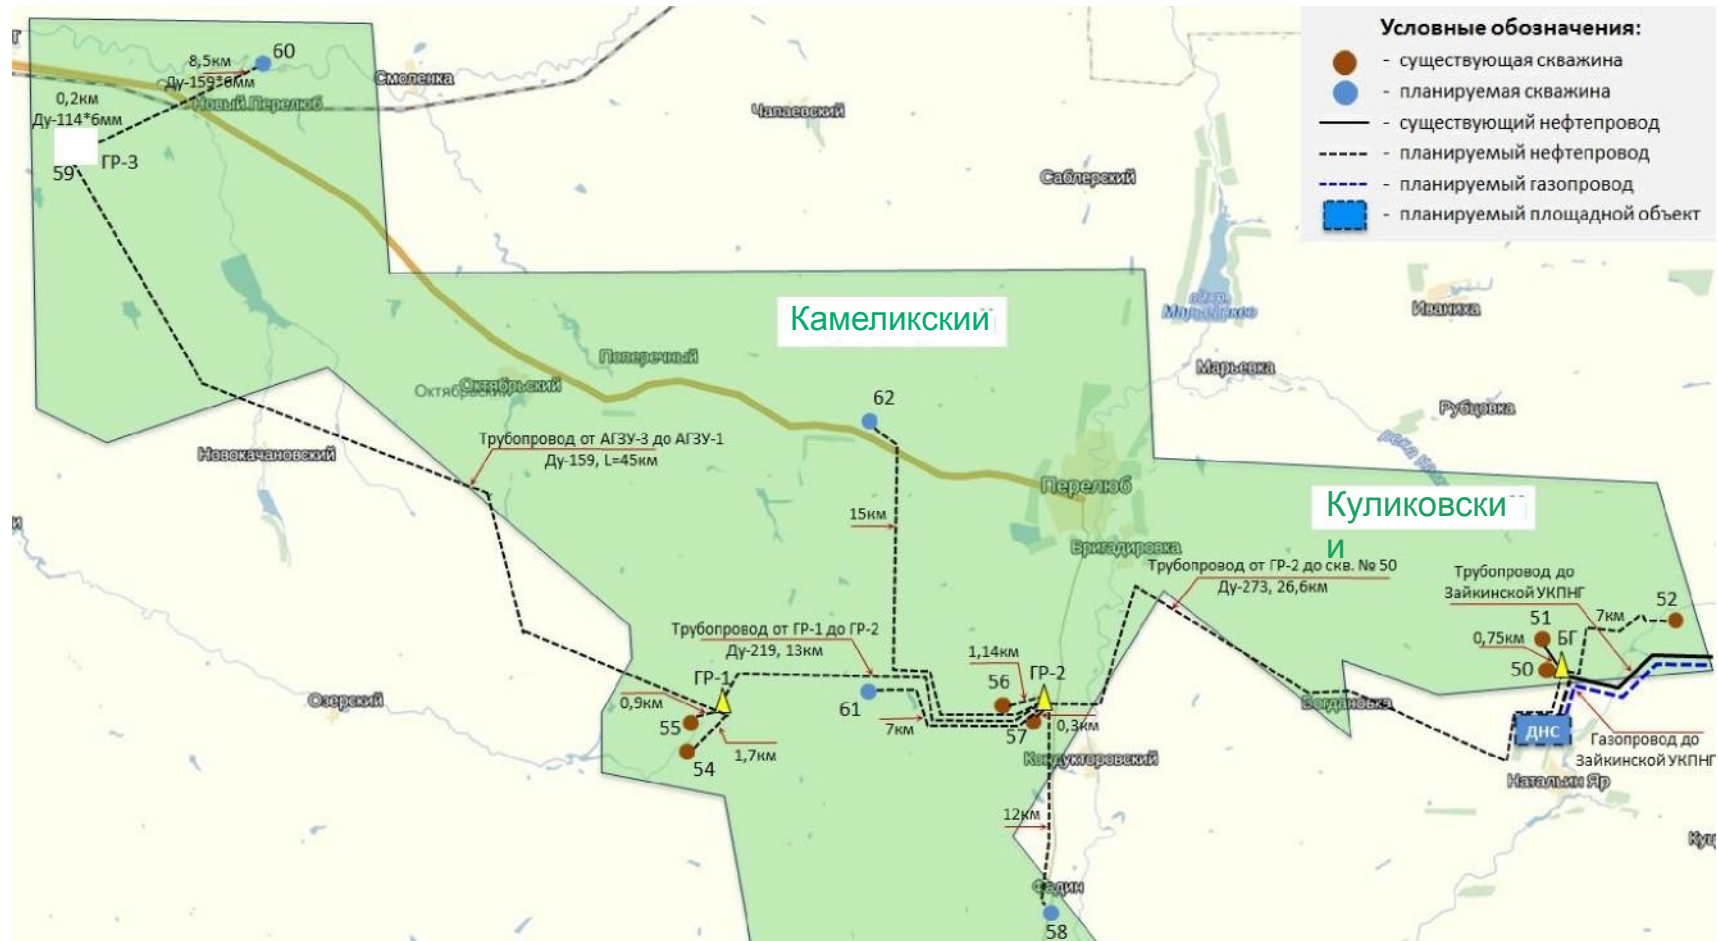 Условные обозначения:
- существующая скважина
- планируемая скважина
- существующий нефтепровод
- планируемый нефтепровод
- планируемый газопровод
- планируемый площадной объект
60
8,5км
Ду-159*6мм
Смоленка
Новый Перелюб
0,2км
Ду-114*6мм
ГР-3
59
Чапаевский
Саблерский
Камеликский
Иваниха
Марьевка
Рубцовка
Поперечный
Октябрьский
Октябрьский
62
Новокачановский
Трубопровод от АГЗУ-3 до АГЗУ-1
Ду-159, L=45км
Перелюб
15км
Куликовски
й
Бригадировка
Трубопровод от ГР-2 до скв. № 50
Ду-273, 26,6км
Трубопровод до
Зайкинской УКПНГ
52
7км
51
БГ
0,75км
50
Трубопровод от ГР-1 до ГР-2
Ду-219, 13км
1,14км
ГР-1
56
ГР-2
0,9км
55
61
7км
57
0,3км
54
1,7км
Озерский
Кондукторовский
ДНС
Газопровод до
Зайкинской УКПНГ
Натальин Яр
12км
Фадин
58